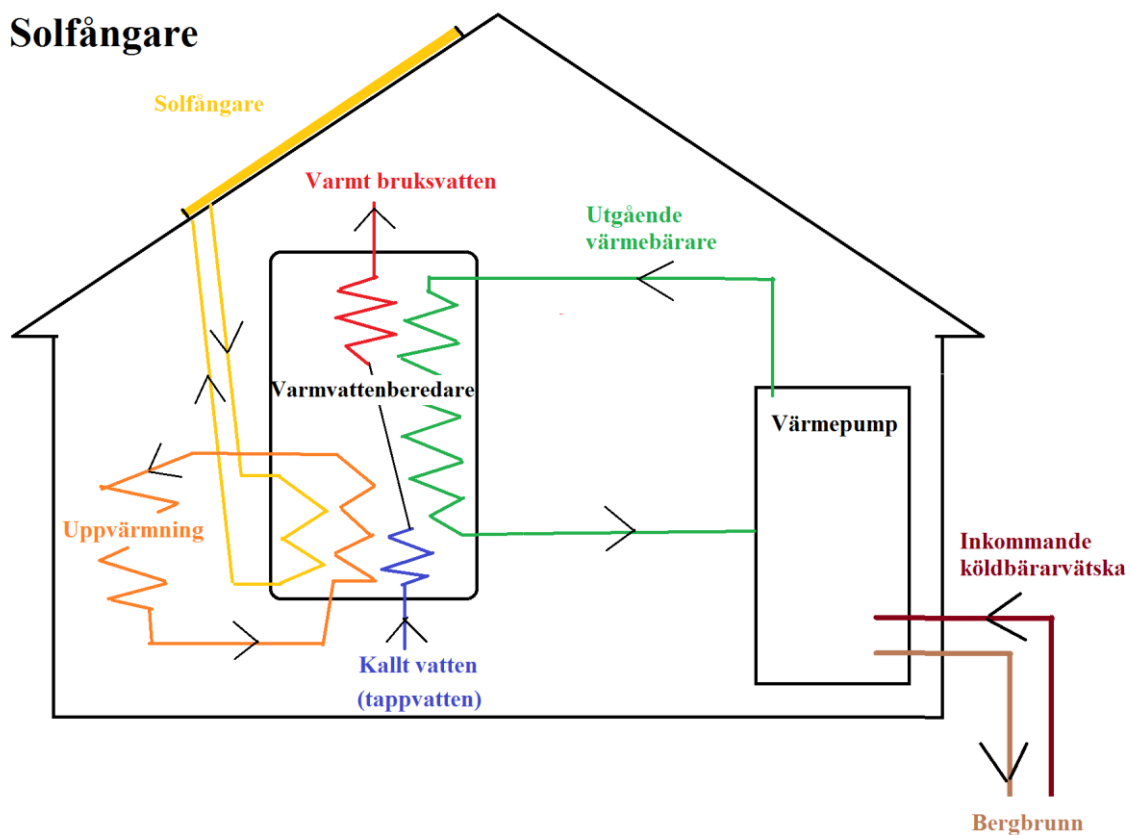 Solfångare
Solfångare
Varmt bruksvatten
Utgående
värmebärare
Varmvattenberedare
Värmepump
Uppvärmning
Inkommande
köldbärarvätska
Kallt vatten
(tappvatten)
Bergbrunn